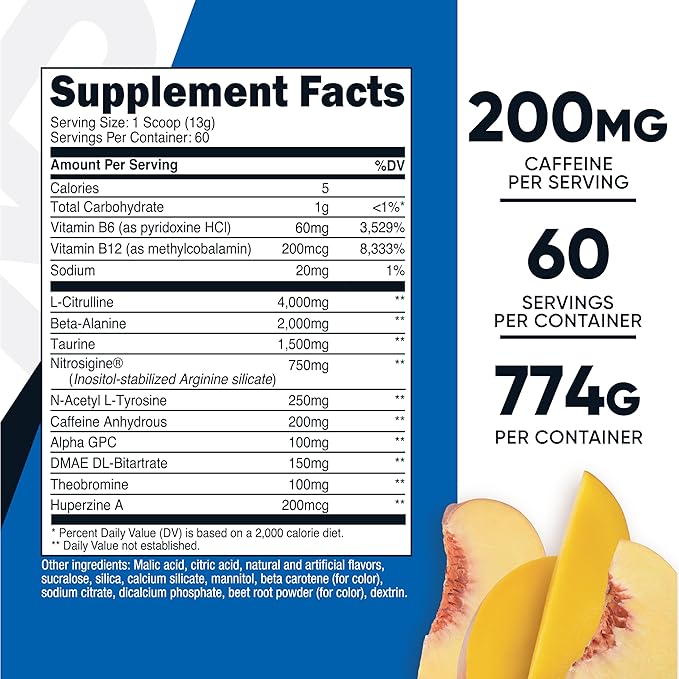 Supplement Facts
Serving Size: 1 Scoop (13g)
Servings Per Container: 60
Amount Per Serving %DV
Calories 5
Total Carbohydrate 1g <1%*
Vitamin B6 (as pyridoxine HCl) 60mg 3,529%
Vitamin B12 (as methylcobalamin) 200mcg 8,333%
Sodium 20mg 1%
L-Citrulline 4,000mg **
Beta-Alanine 2,000mg **
Taurine 1,500mg **
Nitrosigine® 750mg **
(Inositol-stabilized Arginine silicate)
N-Acetyl L-Tyrosine 250mg **
Caffeine Anhydrous 200mg **
Alpha GPC 100mg **
DMAE DL-Bitartrate 150mg **
Theobromine 100mg **
Huperzine A 200mcg **
* Percent Daily Value (DV) is based on a 2,000 calorie diet.
** Daily Value not established.
Other ingredients: Malic acid, citric acid, natural and artificial flavors,
sucralose, silica, calcium silicate, mannitol, beta carotene (for color),
sodium citrate, dicalcium phosphate, beet root powder (for color), dextrin.
200MG
CAFFEINE
PER SERVING
60
SERVINGS
PER CONTAINER
774G
PER CONTAINER